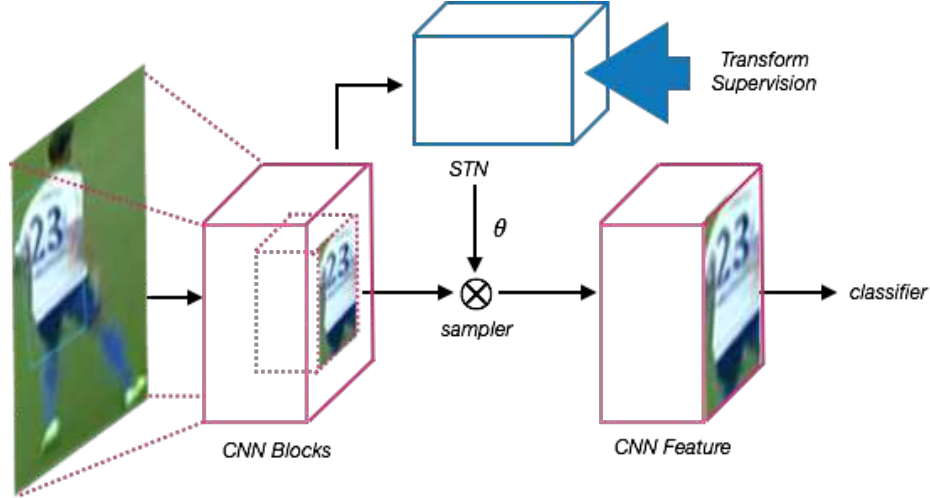 Transform
Supervision
STN
θ
23
23
23
sampler
classifier
CNN Blocks
CNN Feature